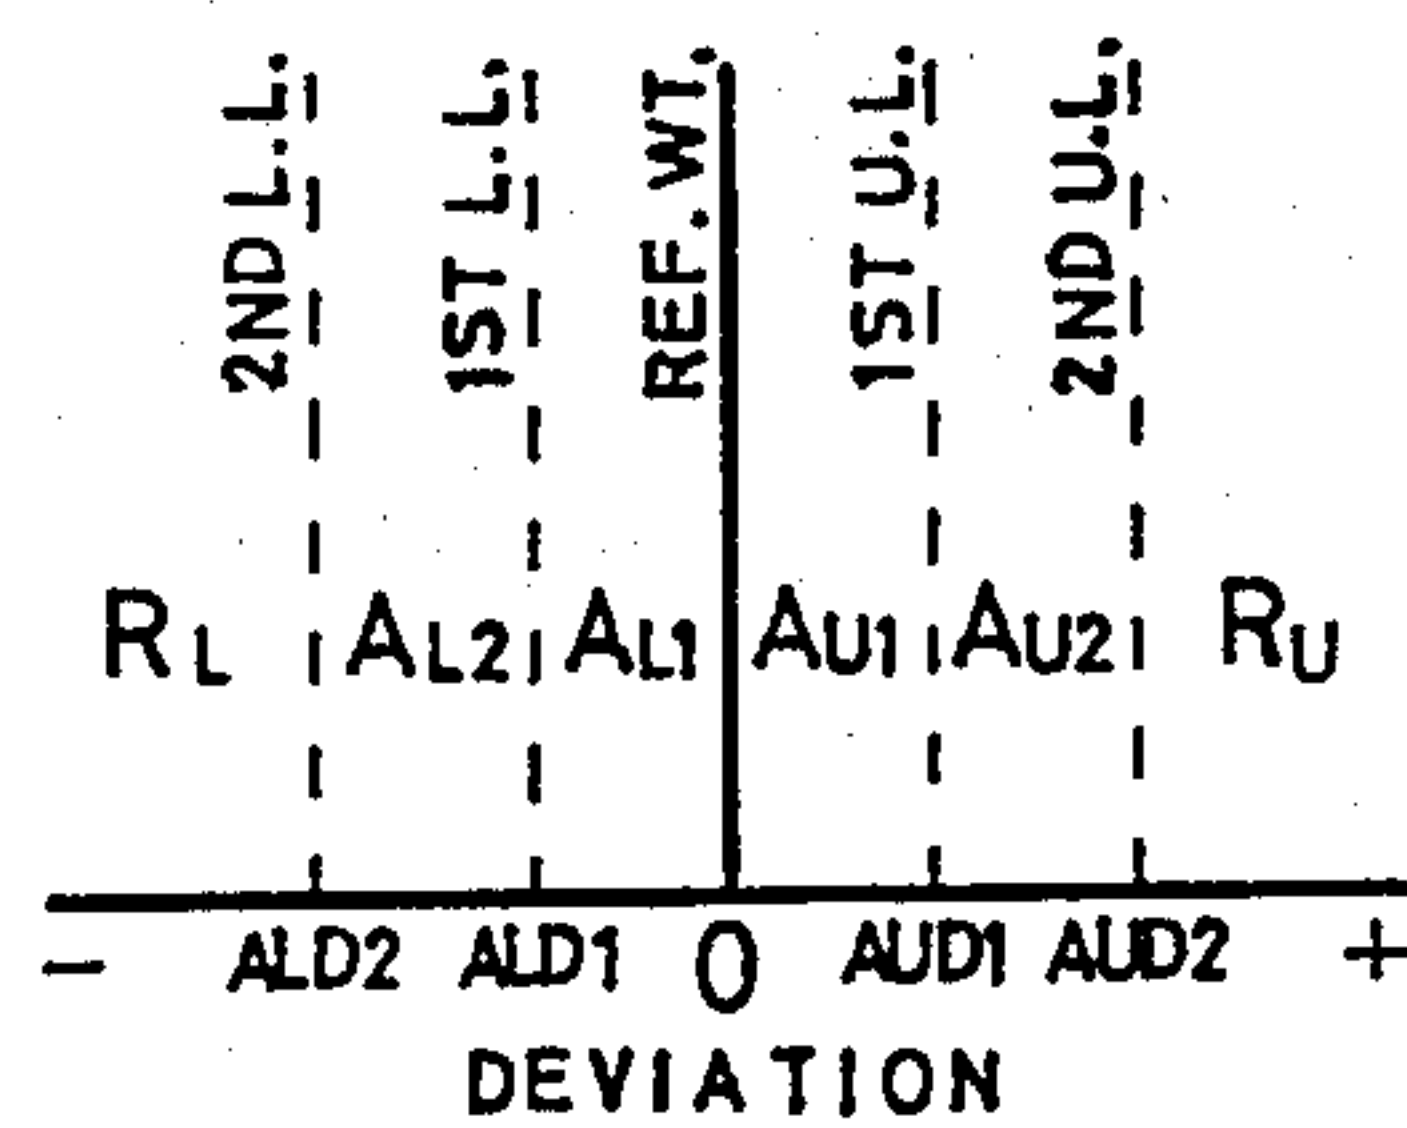 2ND L.L.
1ST L.L.
REF. WT.
1ST U.L.
2ND U.L.
RL AL2 AL1 AU1 AU2 RU
- ALD2 ALD1 0 AUD1 AUD2 +
DEVIATION